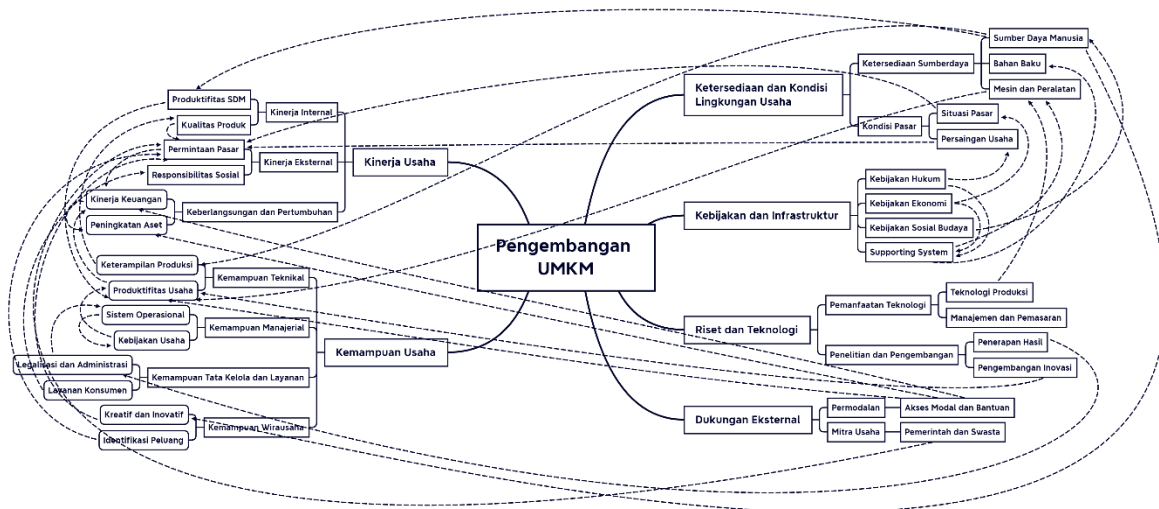 Pengembangan
UMKM
Kinerja Usaha
Kinerja Internal
Produktifitas SDM
Kualitas Produk
Kinerja Eksternal
Permintaan Pasar
Responsibilitas Sosial
Keberlangsungan dan Pertumbuhan
Kinerja Keuangan
Peningkatan Aset
Kemampuan Usaha
Kemampuan Teknikal
Keterampilan Produksi
Produktifitas Usaha
Kemampuan Manajerial
Sistem Operasional
Kebijakan Usaha
Kemampuan Tata Kelola dan Layanan
Legalisasi dan Administrasi
Layanan Konsumen
Kemampuan Wirausaha
Kreatif dan Inovatif
Identifikasi Peluang
Ketersediaan dan Kondisi
Lingkungan Usaha
Ketersediaan Sumberdaya
Sumber Daya Manusia
Bahan Baku
Mesin dan Peralatan
Kondisi Pasar
Situasi Pasar
Persaingan Usaha
Kebijakan dan Infrastruktur
Kebijakan Hukum
Kebijakan Ekonomi
Kebijakan Sosial Budaya
Supporting System
Riset dan Teknologi
Pemanfaatan Teknologi
Teknologi Produksi
Manajemen dan Pemasaran
Penelitian dan Pengembangan
Penerapan Hasil
Pengembangan Inovasi
Dukungan Eksternal
Permodalan
Akses Modal dan Bantuan
Mitra Usaha
Pemerintah dan Swasta